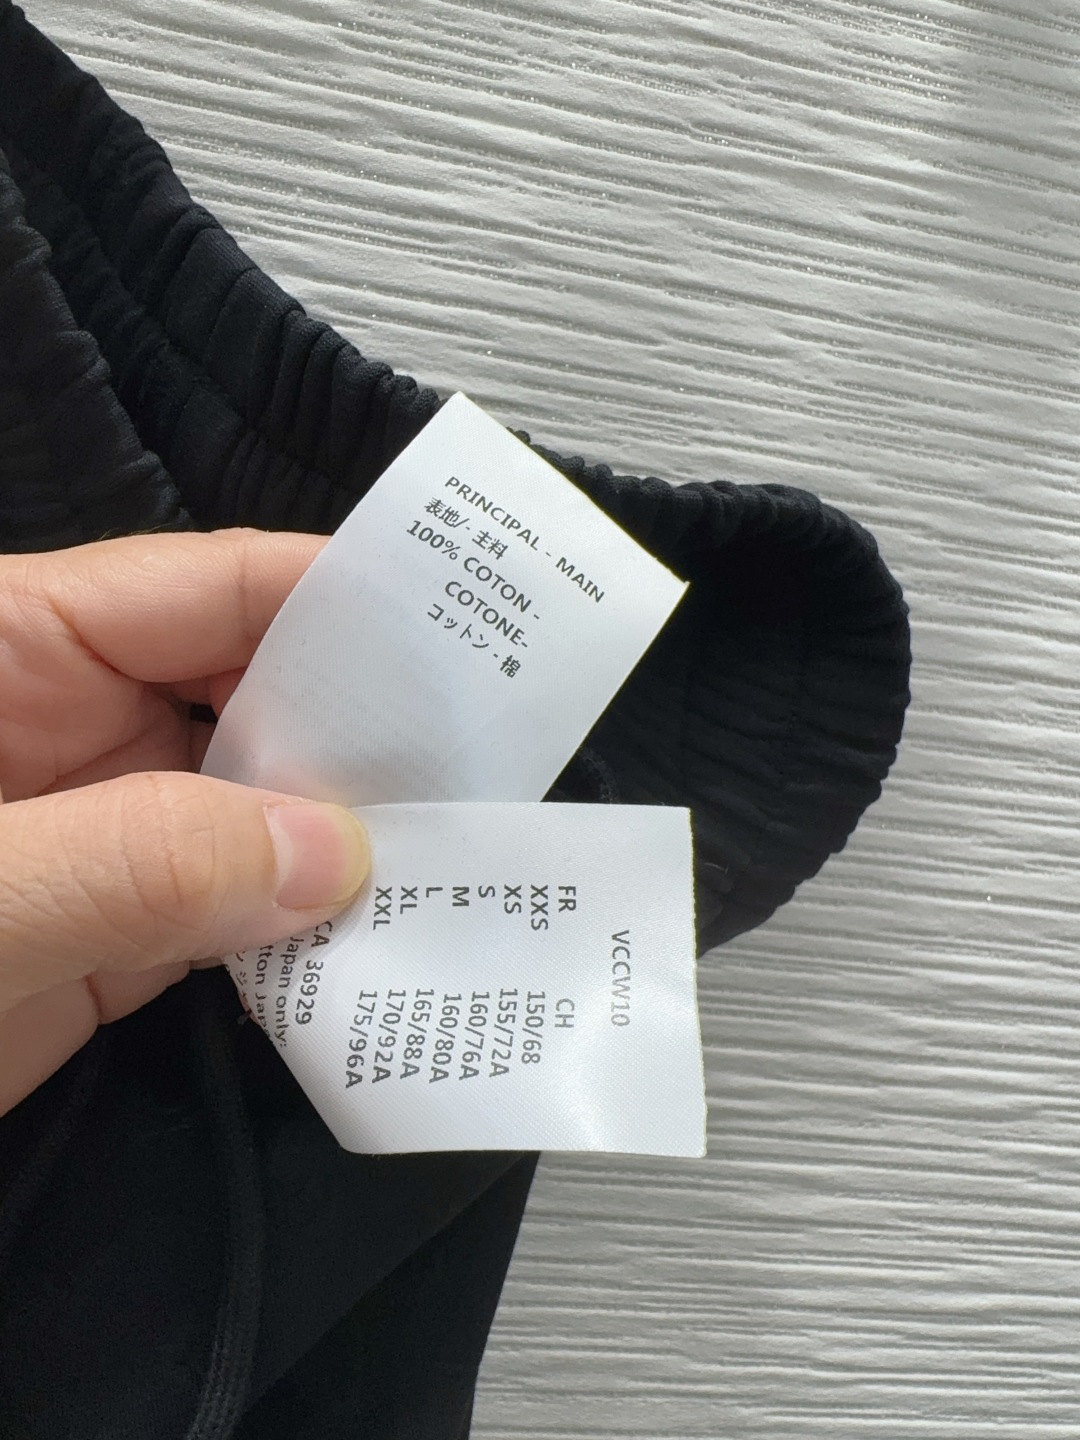 PRINCIPAL - MAIN
表地/- 主料
100% COTON -
COTONE-
コットン - 棉
VCCW10
FR CH
XXS 150/68
XS 155/72A
S 160/76A
M 160/80A
L 165/88A
XL 170/92A
XXL 175/96A
CA 36929
Japan only: